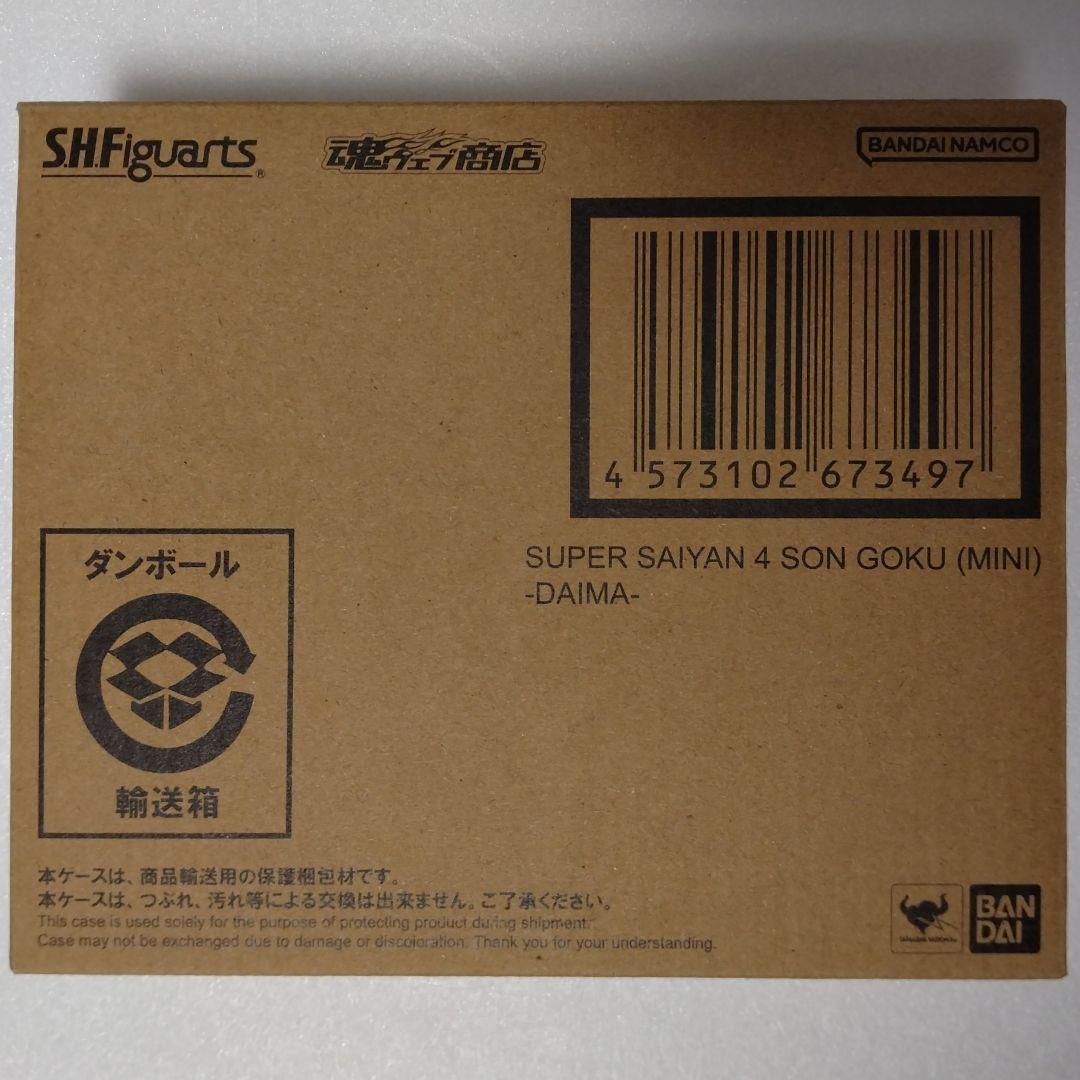 S.H.Figuarts®
魂ウェブ商店
BANDAI NAMCO
4 573102 673497
SUPER SAIYAN 4 SON GOKU (MINI)
-DAIMA-
ダンボール
輸送箱
本ケースは、商品輸送用の保護梱包材です。
本ケースは、つぶれ、汚れ等による交換は出来ません。ご了承ください。
This case is used solely for the purpose of protecting product during shipment.
Case may not be exchanged due to damage or discoloration. Thank you for your understanding.
BAN
DAI